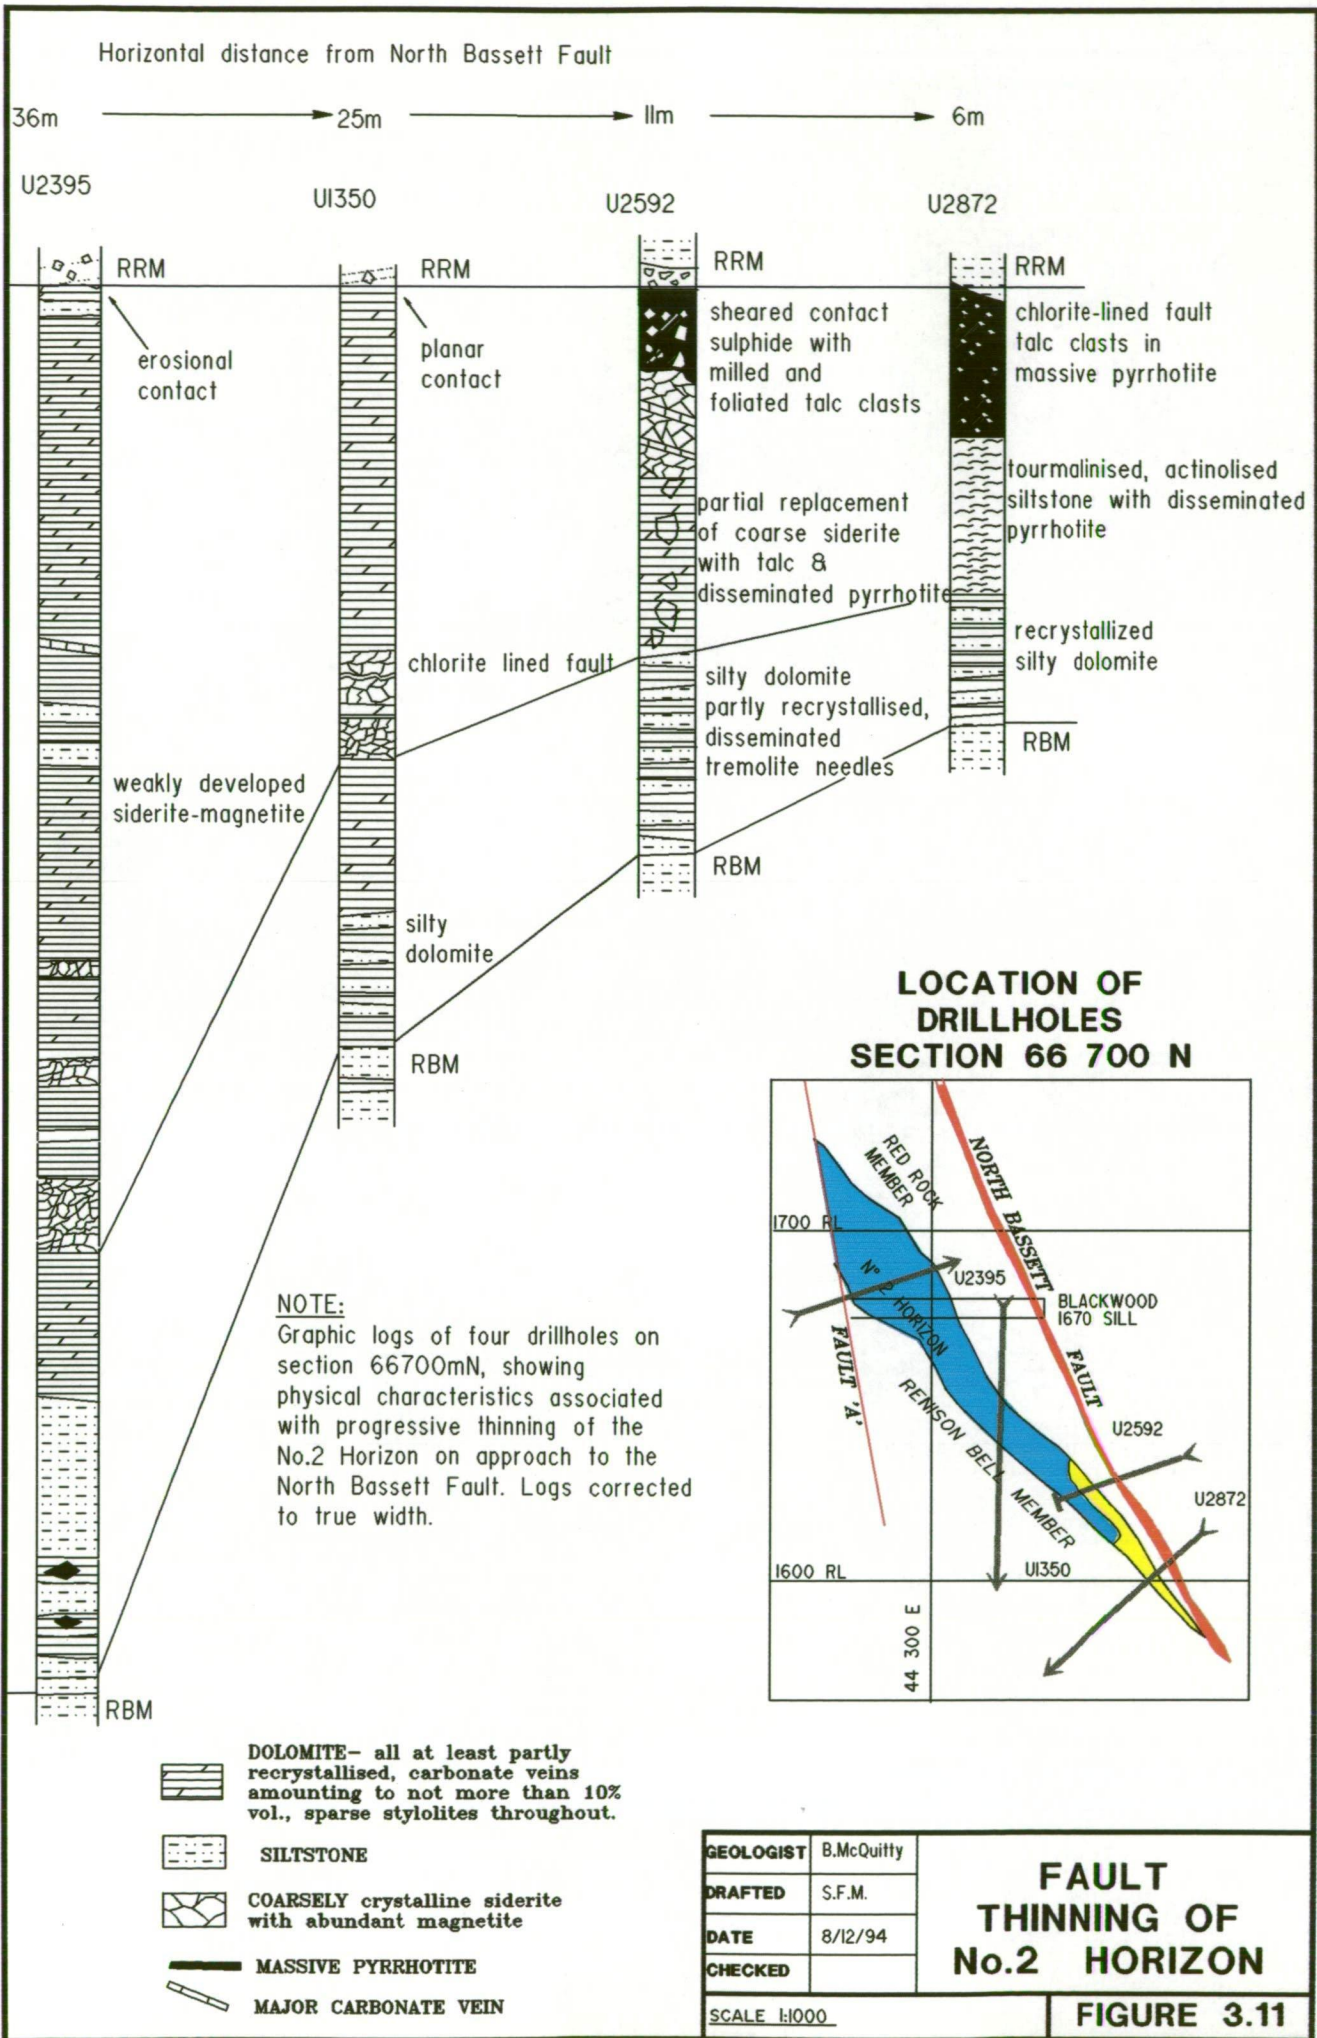 Horizontal distance from North Bassett Fault
36m
25m
11m
6m
U2395
U1350
U2592
U2872
RRM
RRM
RRM
RRM
erosional
contact
planar
contact
sheared contact
sulphide with
milled and
foliated talc clasts
chlorite-lined fault
talc clasts in
massive pyrrhotite
partial replacement
of coarse siderite
with talc &
disseminated pyrrhotite
tourmalinised, actinolised
siltstone with disseminated
pyrrhotite
chlorite lined fault
silty dolomite
partly recrystallised,
disseminated
tremolite needles
recrystallized
silty dolomite
RBM
weakly developed
siderite-magnetite
RBM
silty
dolomite
RBM
RBM
LOCATION OF
DRILLHOLES
SECTION 66 700 N
RED ROCK
MEMBER
NORTH BASSETT
FAULT
1700 RL
Nº 2 HORIZON
U2395
BLACKWOOD
1670 SILL
FAULT 'A'
RENISON BELL MEMBER
U2592
U2872
1600 RL
U1350
44 300 E
NOTE:
Graphic logs of four drillholes on
section 66700mN, showing
physical characteristics associated
with progressive thinning of the
No.2 Horizon on approach to the
North Bassett Fault. Logs corrected
to true width.
DOLOMITE- all at least partly
recrystallised, carbonate veins
amounting to not more than 10%
vol., sparse stylolites throughout.
SILTSTONE
COARSELY crystalline siderite
with abundant magnetite
MASSIVE PYRRHOTITE
MAJOR CARBONATE VEIN
GEOLOGIST B.McQuitty
DRAFTED S.F.M.
DATE 8/12/94
CHECKED
SCALE 1:1000
FAULT
THINNING OF
No.2 HORIZON
FIGURE 3.11